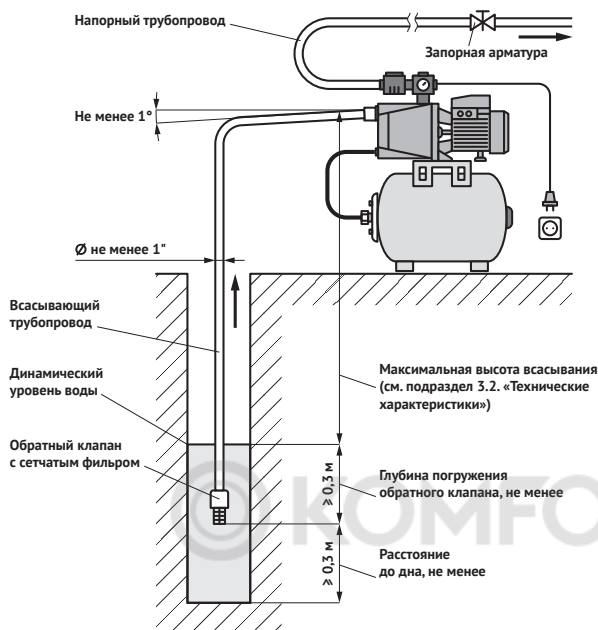 Напорный трубопровод
Запорная арматура
Не менее 1°
Ø не менее 1"
Всасывающий
трубопровод
Динамический
уровень воды
Обратный клапан
с сетчатым фильром
Максимальная высота всасывания
(см. подраздел 3.2. «Технические
характеристики»)
≥ 0,3 м
Глубина погружения
обратного клапана, не менее
≥ 0,3 м
Расстояние
до дна, не менее
KOMFO